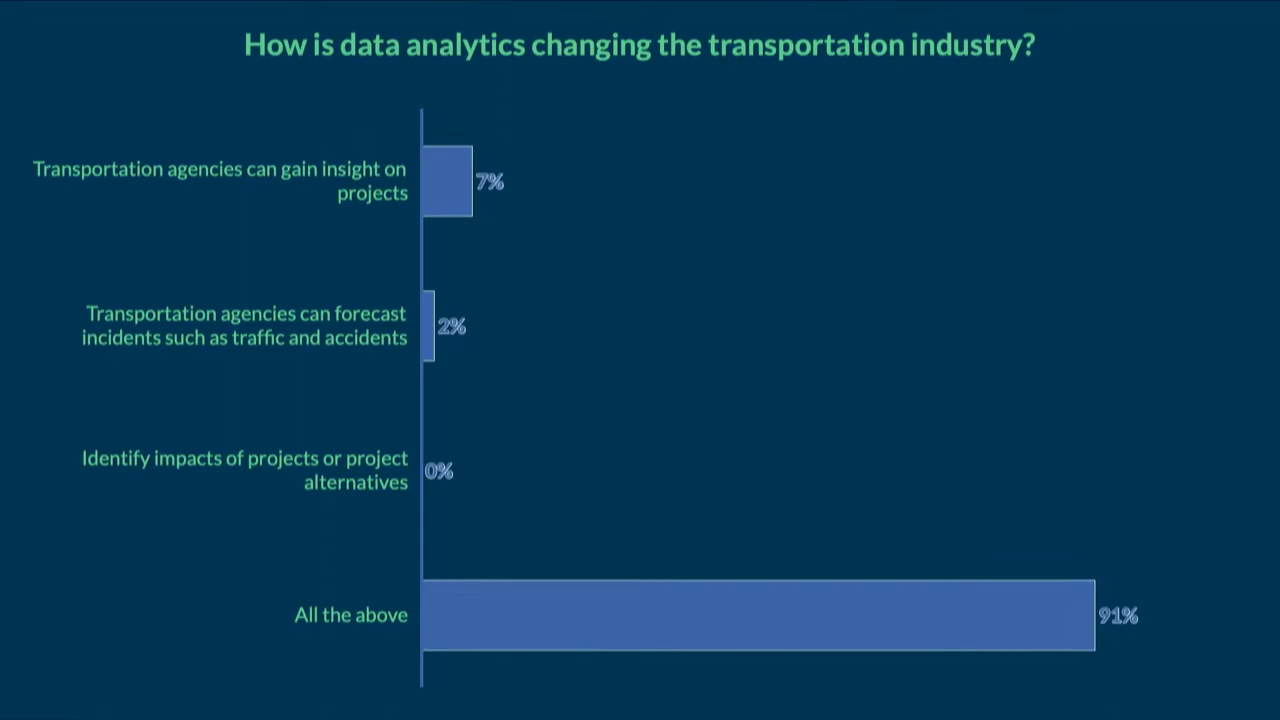 How is data analytics changing the transportation industry?
Transportation agencies can gain insight on
projects
7%
Transportation agencies can forecast
incidents such as traffic and accidents
2%
Identify impacts of projects or project
alternatives
0%
All the above
91%